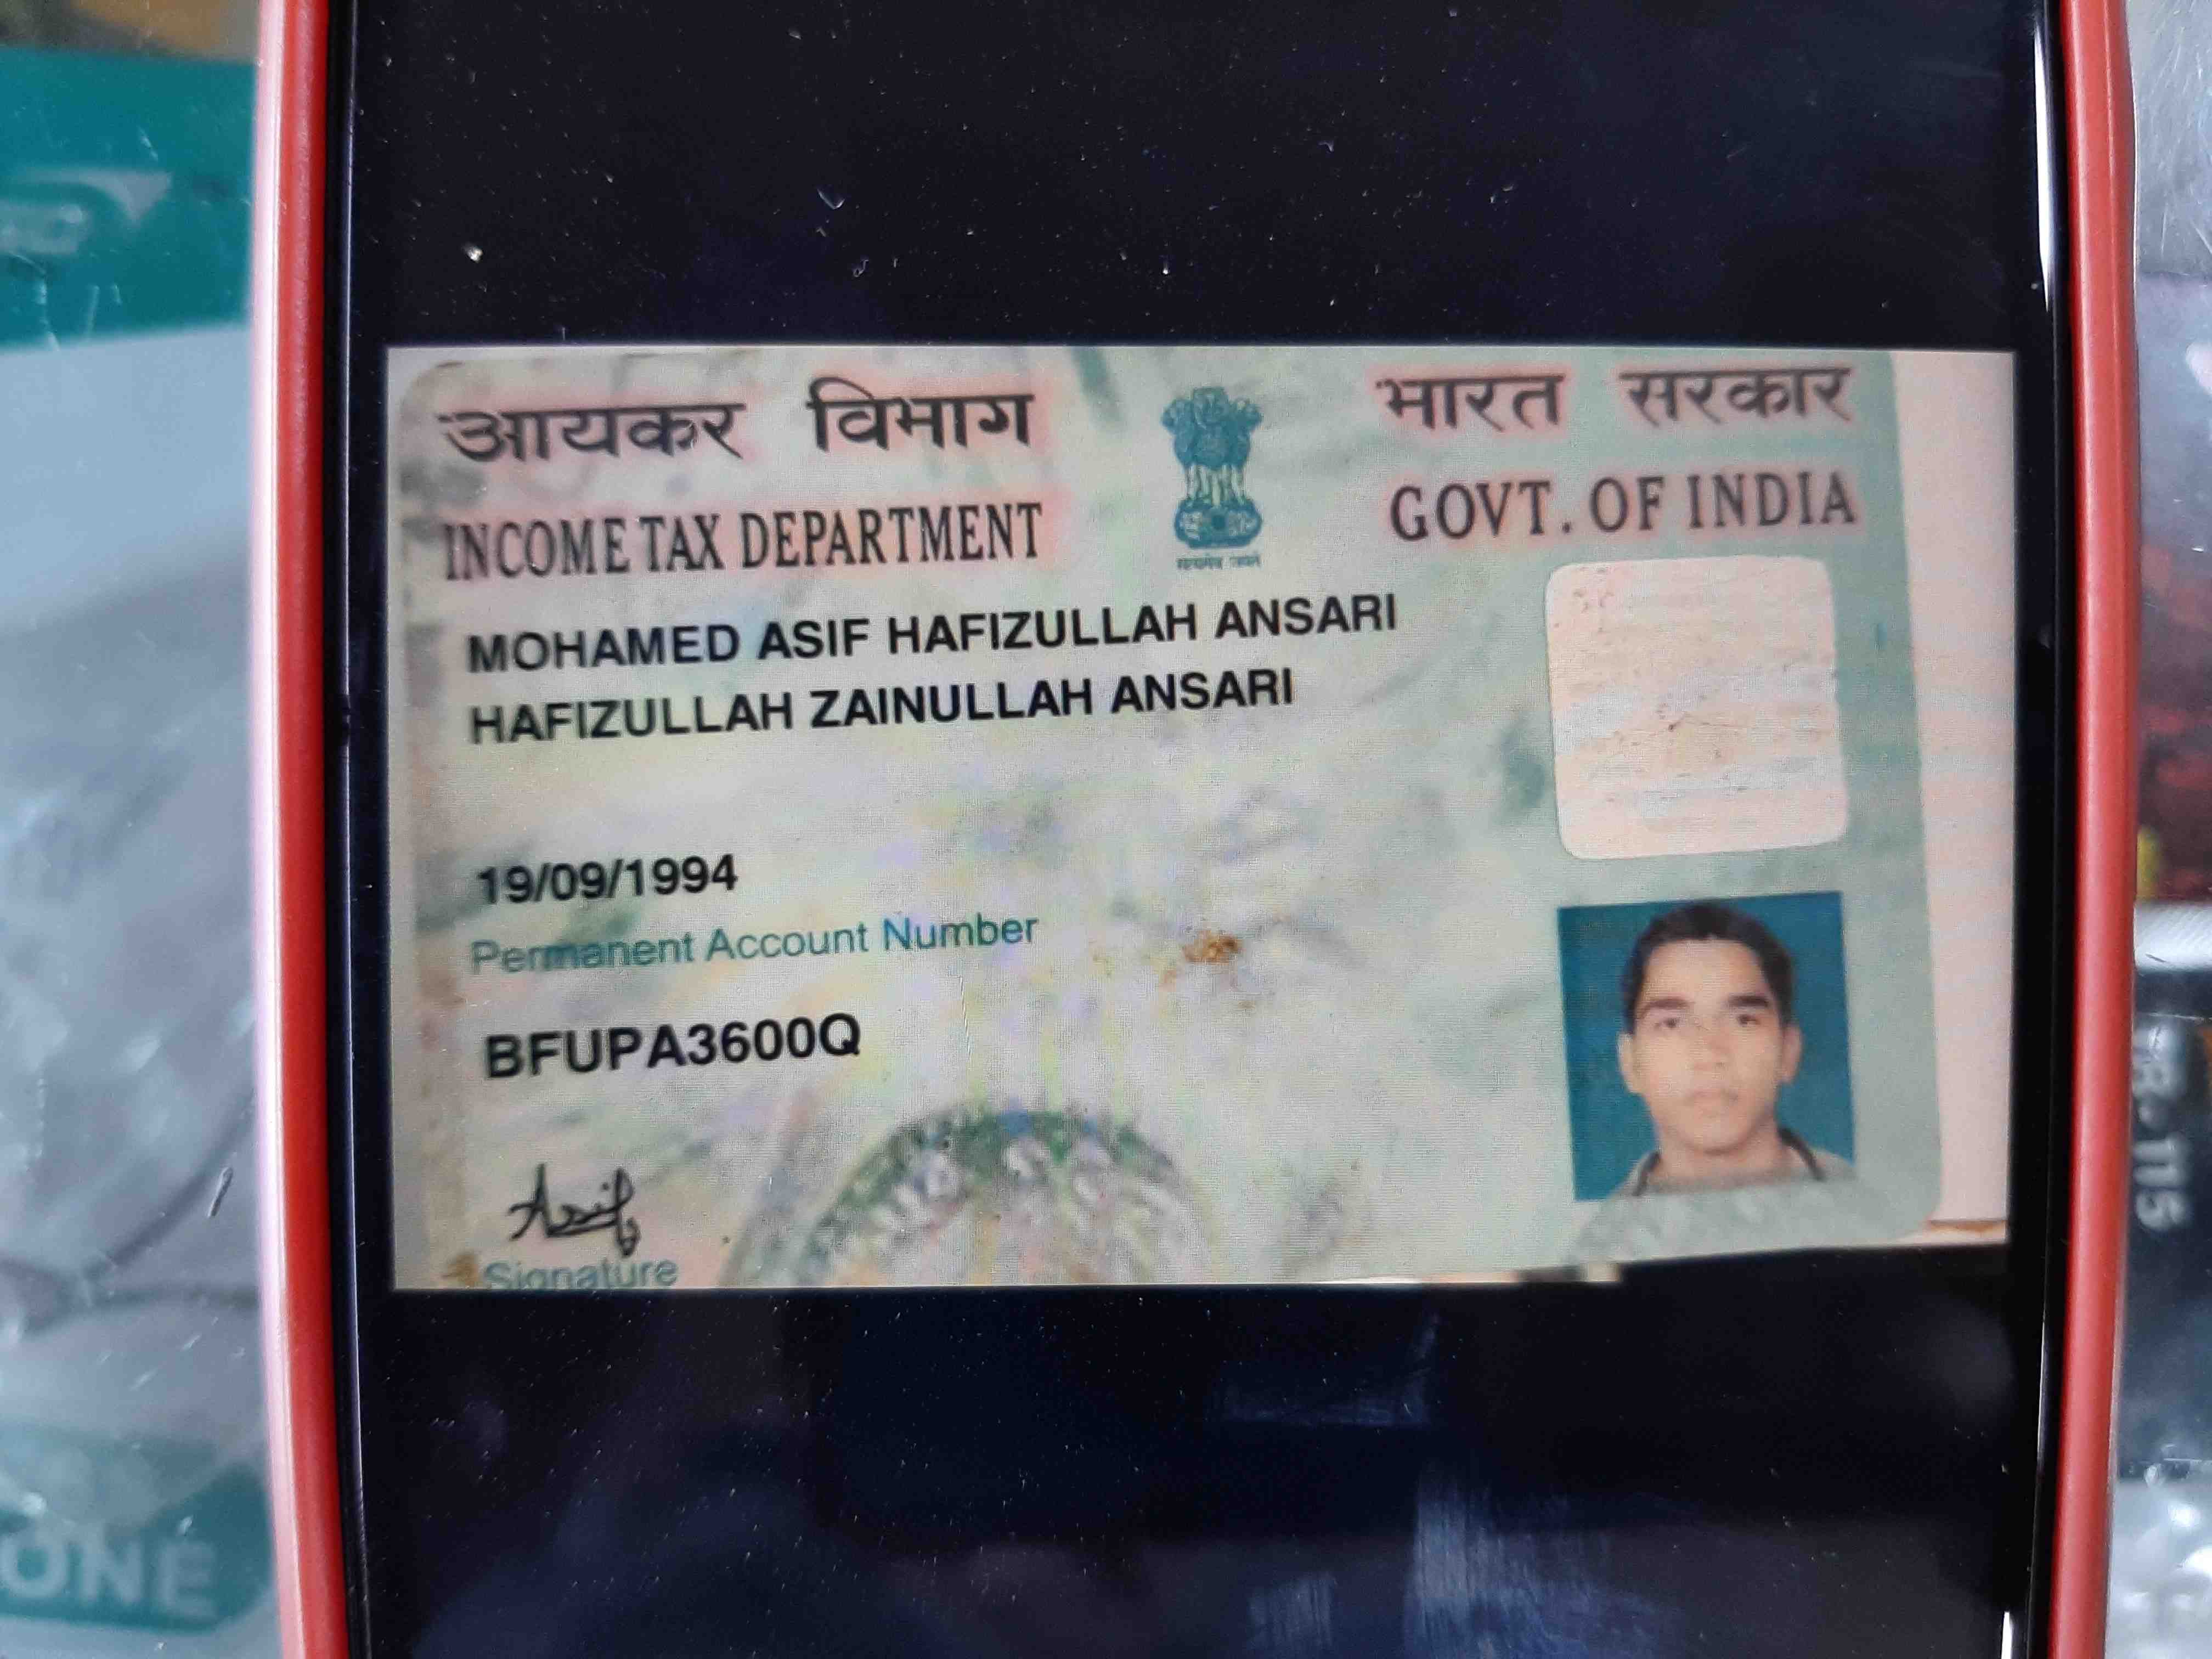 आयकर विभाग
भारत सरकार
INCOME TAX DEPARTMENT
GOVT. OF INDIA
सत्यमेव जयते
MOHAMED ASIF HAFIZULLAH ANSARI
HAFIZULLAH ZAINULLAH ANSARI
19/09/1994
Permanent Account Number
BFUPA3600Q
Asif
Signature
ONE